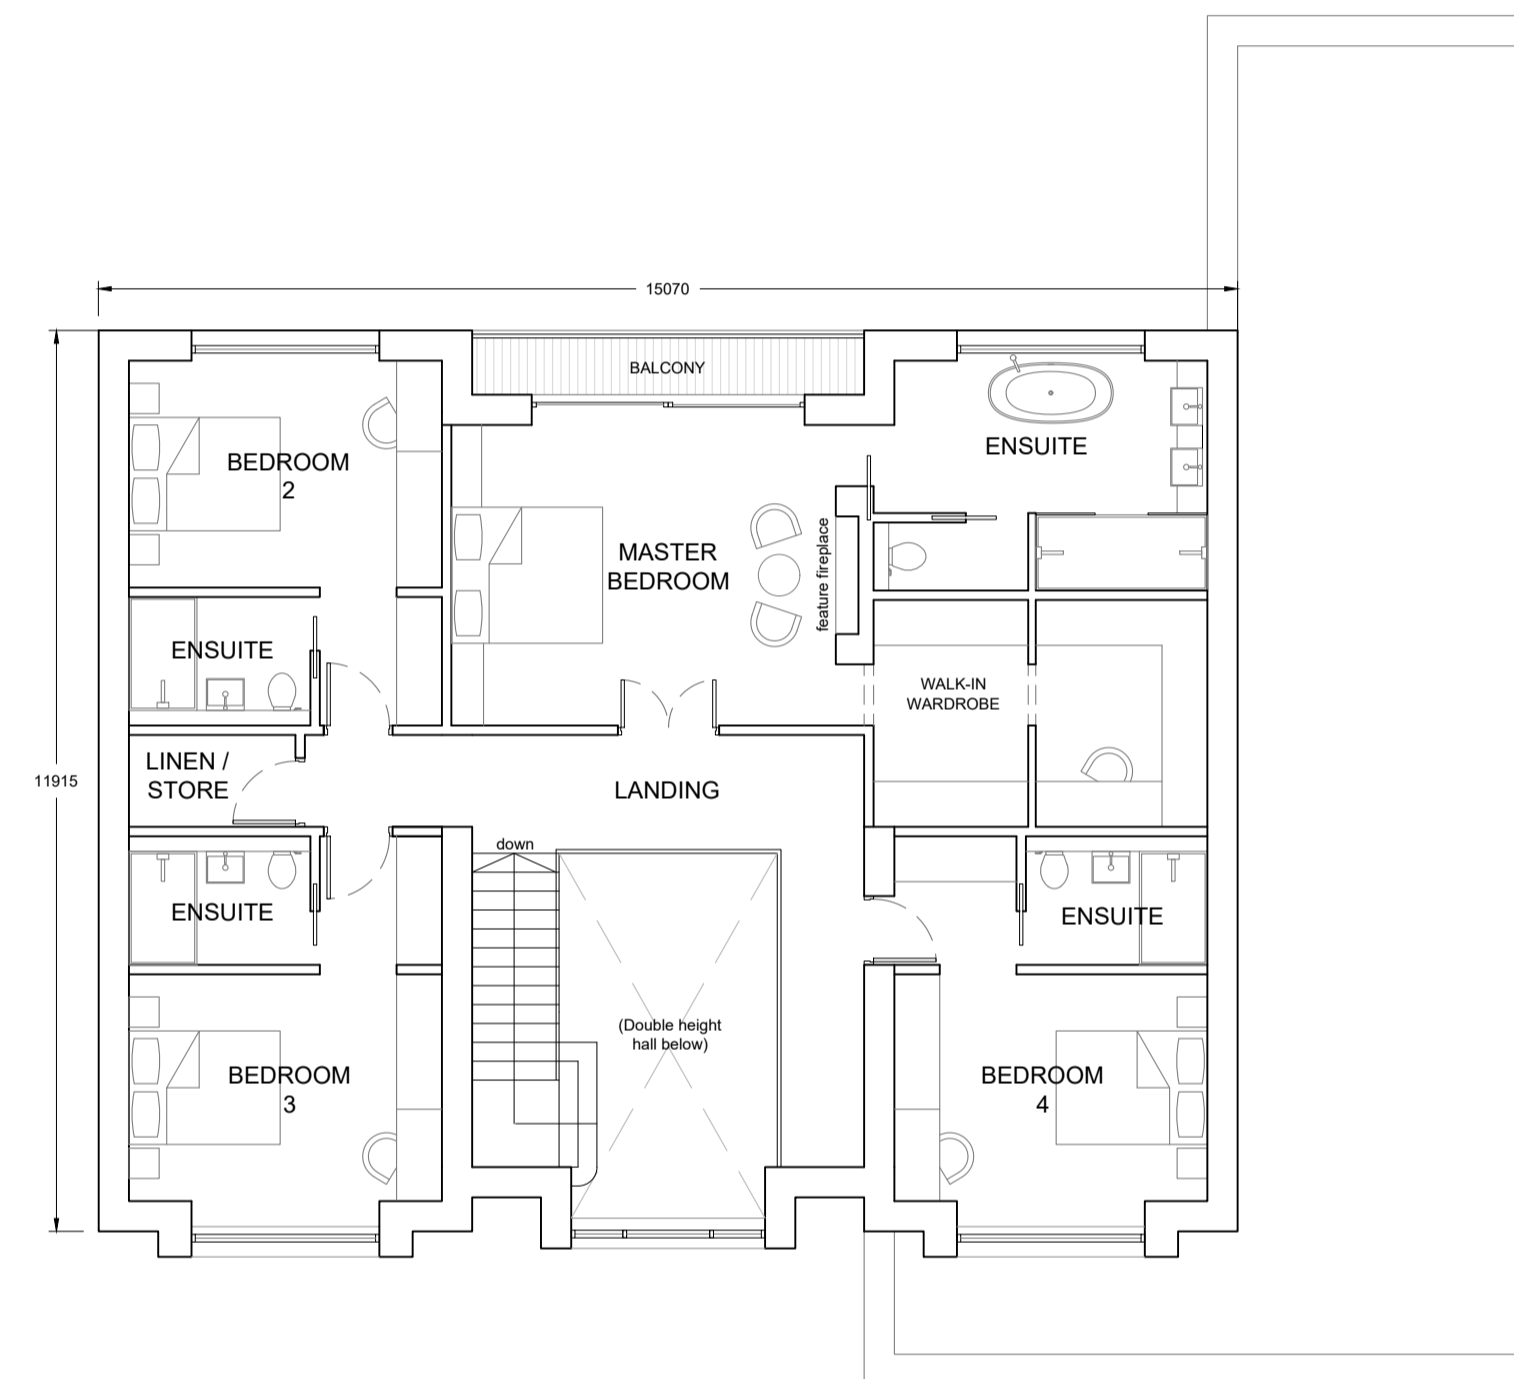 15070
BALCONY
ENSUITE
BEDROOM
2
MASTER
BEDROOM
feature fireplace
ENSUITE
WALK-IN
WARDROBE
LINEN /
STORE
LANDING
11915
down
ENSUITE
ENSUITE
(Double height
hall below)
BEDROOM
3
BEDROOM
4